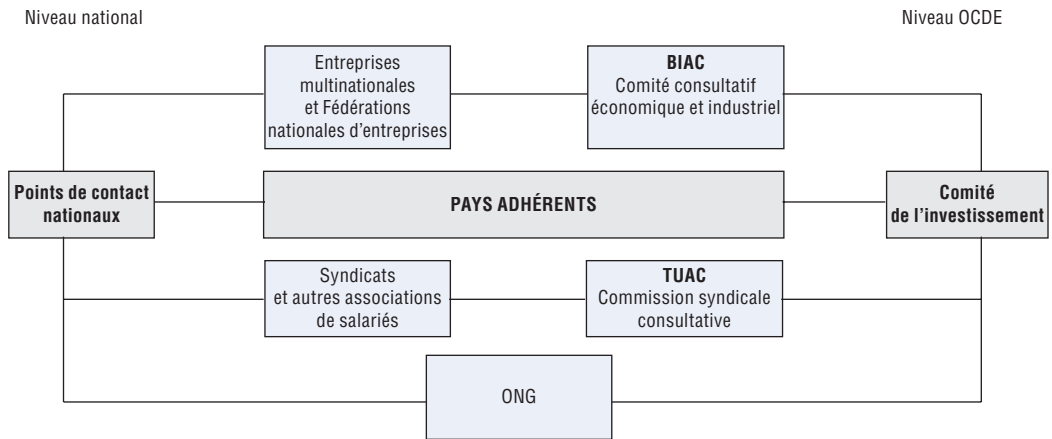 Niveau national
Niveau OCDE
Entreprises
multinationales
et Fédérations
nationales d'entreprises
BIAC
Comité consultatif
économique et industriel
Points de contact
nationaux
PAYS ADHÉRENTS
Comité
de l'investissement
Syndicats
et autres associations
de salariés
TUAC
Commission syndicale
consultative
ONG